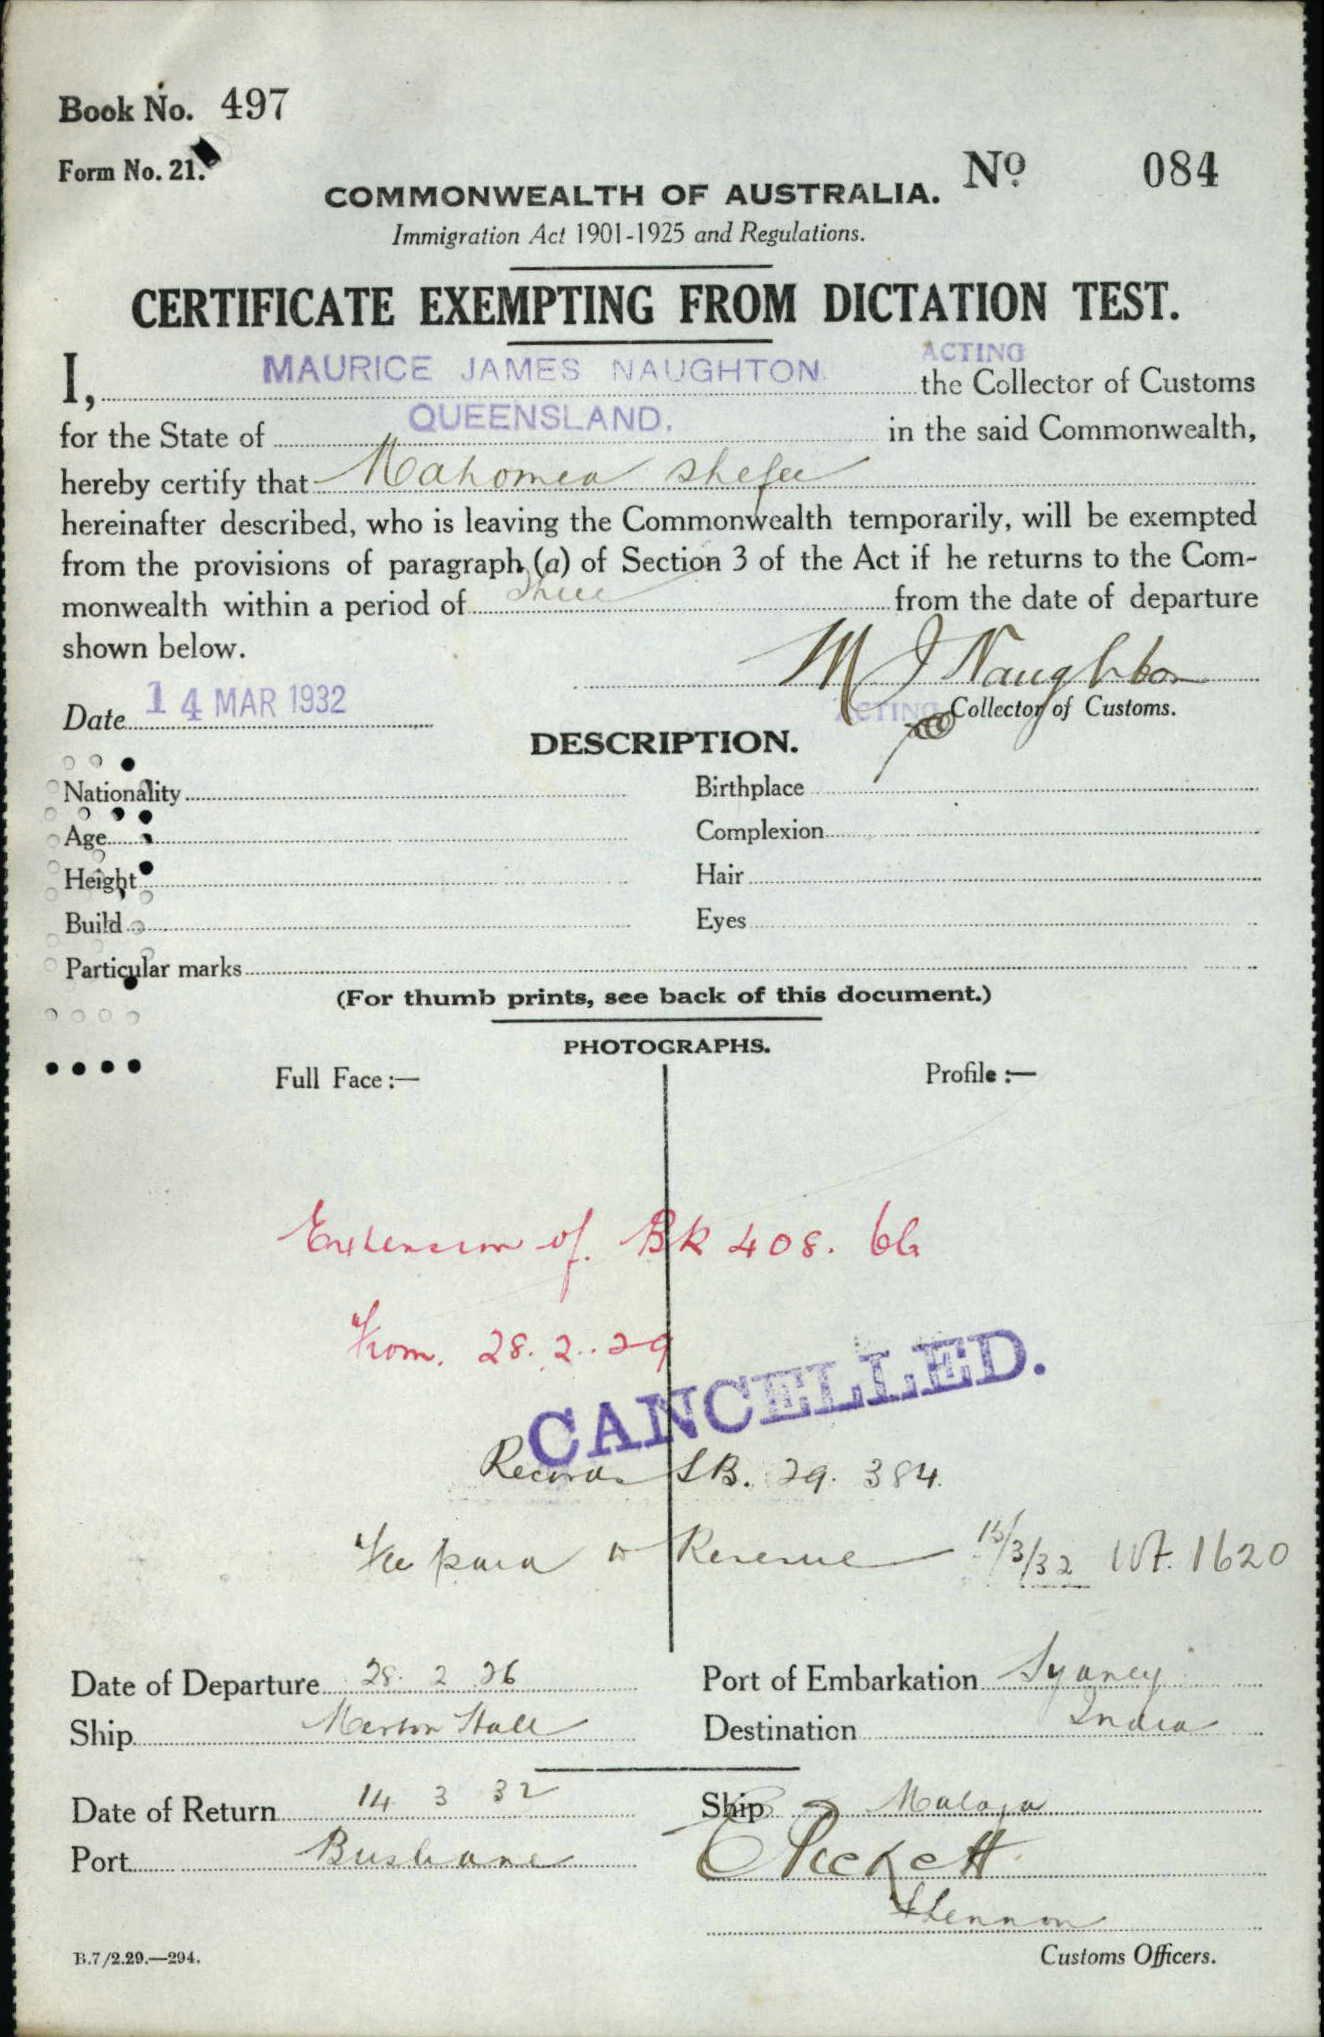 Book No. 497
Form No. 21.
No. 084
COMMONWEALTH OF AUSTRALIA.
Immigration Act 1901-1925 and Regulations.
CERTIFICATE EXEMPTING FROM DICTATION TEST.
I, MAURICE JAMES NAUGHTON ACTING the Collector of Customs
for the State of QUEENSLAND. in the said Commonwealth,
hereby certify that Mahomed Shefee
hereinafter described, who is leaving the Commonwealth temporarily, will be exempted
from the provisions of paragraph (a) of Section 3 of the Act if he returns to the Com-
monwealth within a period of three from the date of departure
shown below.
M J Naughton
Date 14 MAR 1932
ACTING Collector of Customs.
DESCRIPTION.
Nationality Birthplace
Age Complexion
Height Hair
Build Eyes
Particular marks
(For thumb prints, see back of this document.)
PHOTOGRAPHS.
Full Face :— Profile :—
Extension of. BK 408. 66
From. 28. 2. 29
CANCELLED.
Records SB. 29. 384.
Fee paid to Revenue 15/3/32 1620
Date of Departure 28. 2 26 Port of Embarkation Sydney
Ship Merton Hall Destination India
Date of Return 14 3 32 Ship Maloja
Port Brisbane
C Pickett
Lennon
B.7/2.29.—294.
Customs Officers.